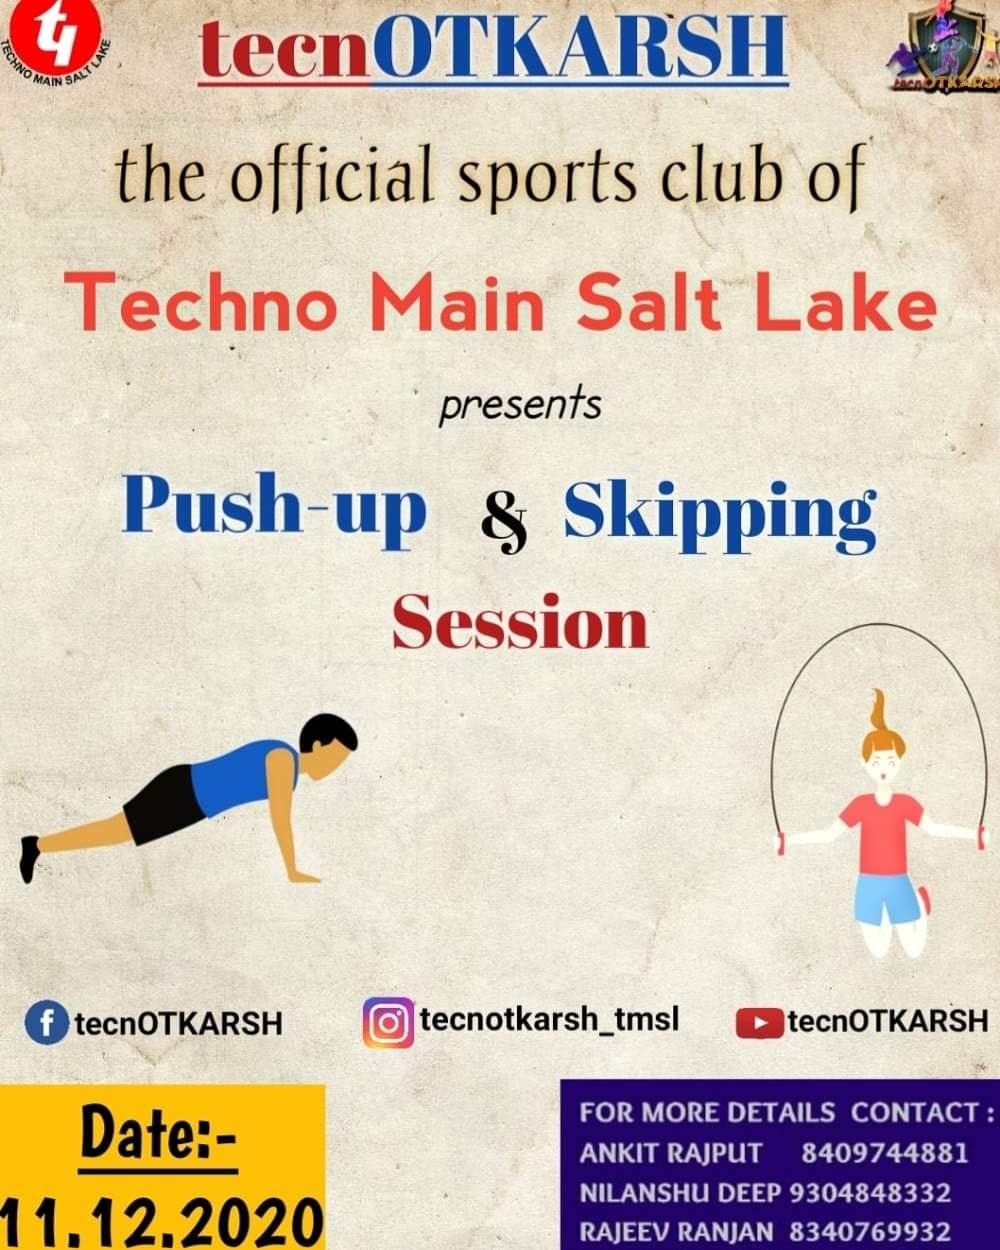 TECHNO MAIN SALT LAKE
tecnOTKARSH
tecnOTKARSH
the official sports club of
Techno Main Salt Lake
presents
Push-up & Skipping
Session
tecnOTKARSH
tecnotkarsh_tmsl
tecnOTKARSH
Date:-
11.12.2020
FOR MORE DETAILS CONTACT :
ANKIT RAJPUT 8409744881
NILANSHU DEEP 9304848332
RAJEEV RANJAN 8340769932